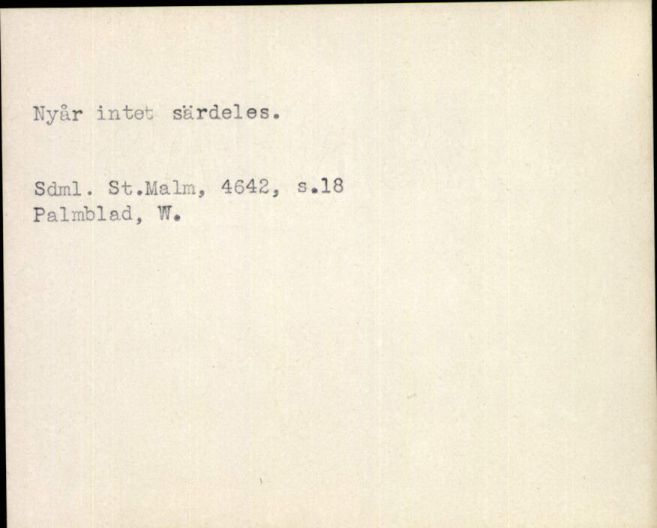 Nyår intet särdeles.
Sdml. St.Malm, 4642, s.18
Palmblad, W.